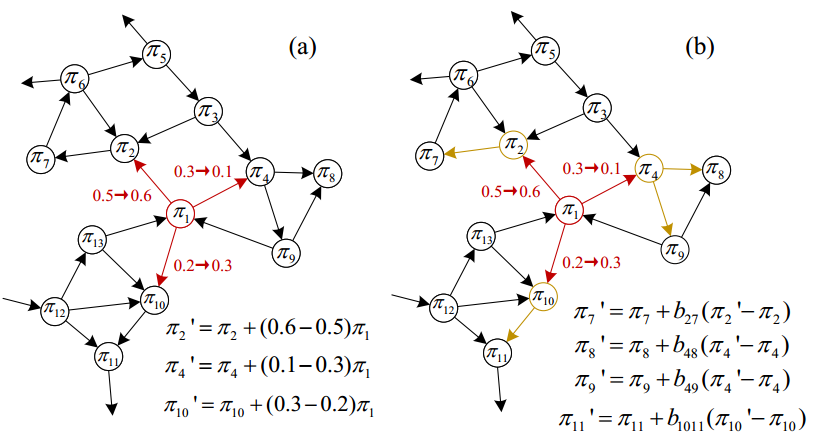 (a)
π5
π6
π3
π2
π7
0.3→0.1
π4
π8
0.5→0.6
π1
π13
π9
0.2→0.3
π12
π10
π11
π2' = π2 + (0.6 − 0.5)π1
π4' = π4 + (0.1 − 0.3)π1
π10' = π10 + (0.3 − 0.2)π1
(b)
π5
π6
π3
π2
π7
0.3→0.1
π4
π8
0.5→0.6
π1
π13
π9
0.2→0.3
π12
π10
π11
π7' = π7 + b27(π2' − π2)
π8' = π8 + b48(π4' − π4)
π9' = π9 + b49(π4' − π4)
π11' = π11 + b1011(π10' − π10)